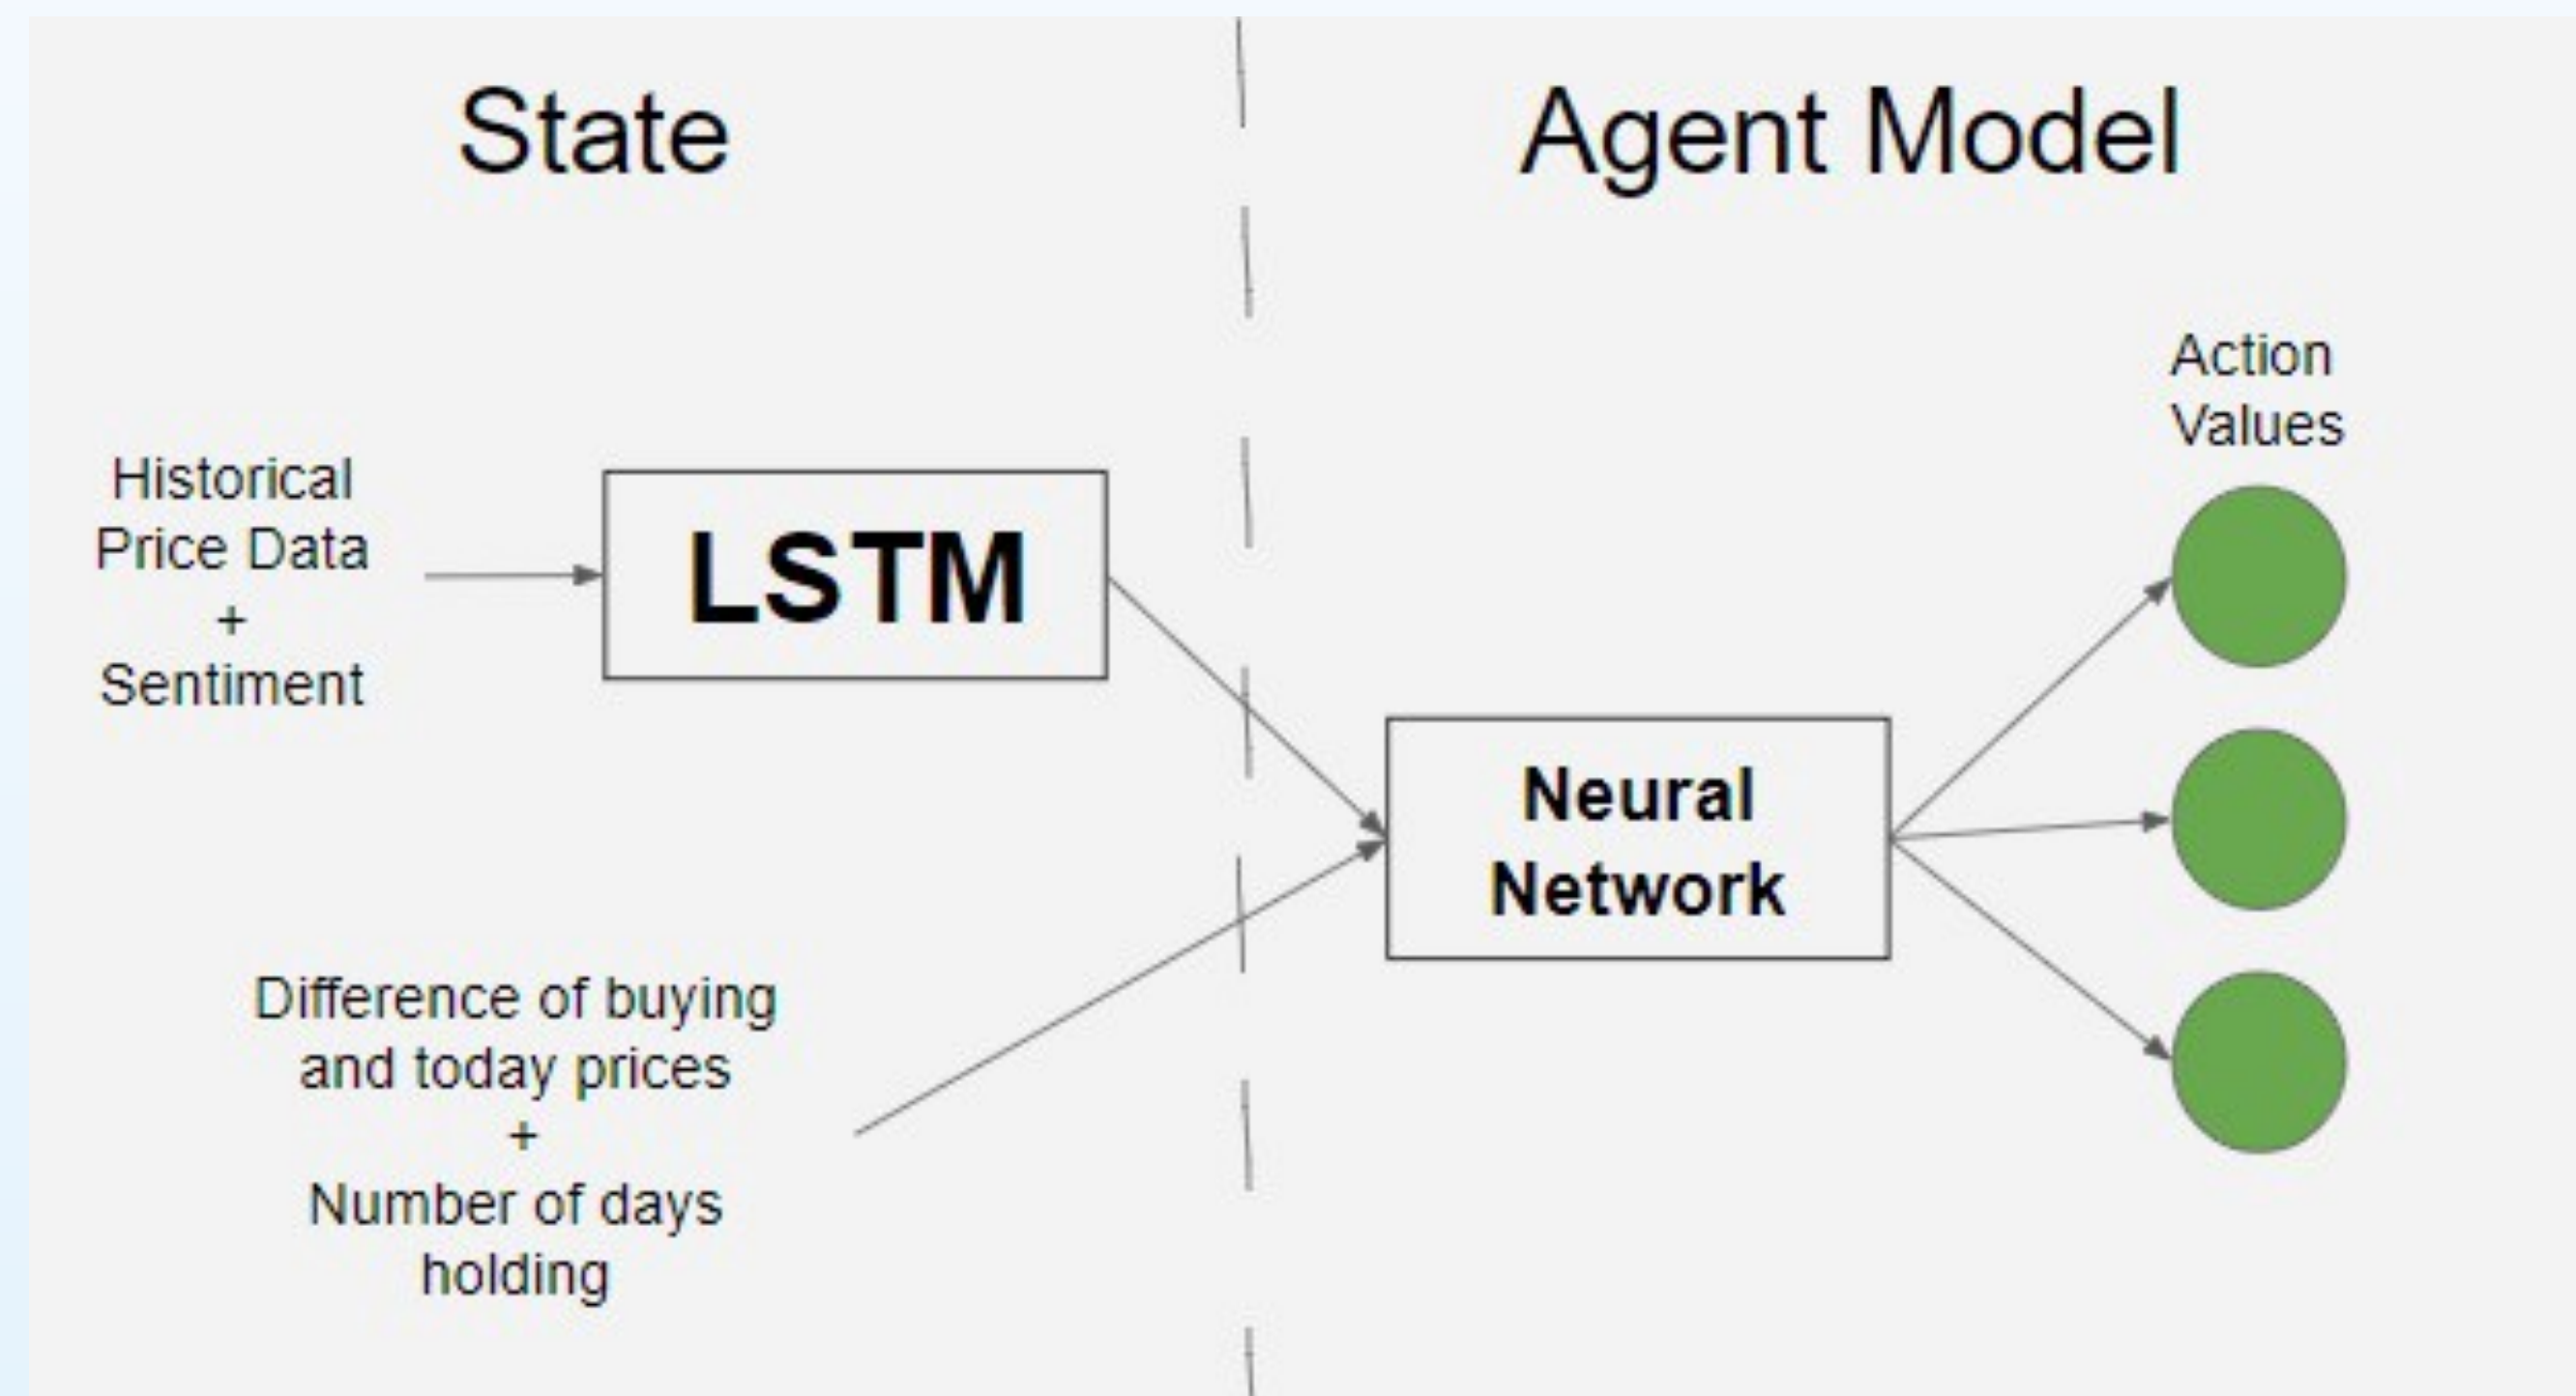 State
Agent Model
Historical
Price Data
+
Sentiment
LSTM
Difference of buying
and today prices
+
Number of days
holding
Neural
Network
Action
Values